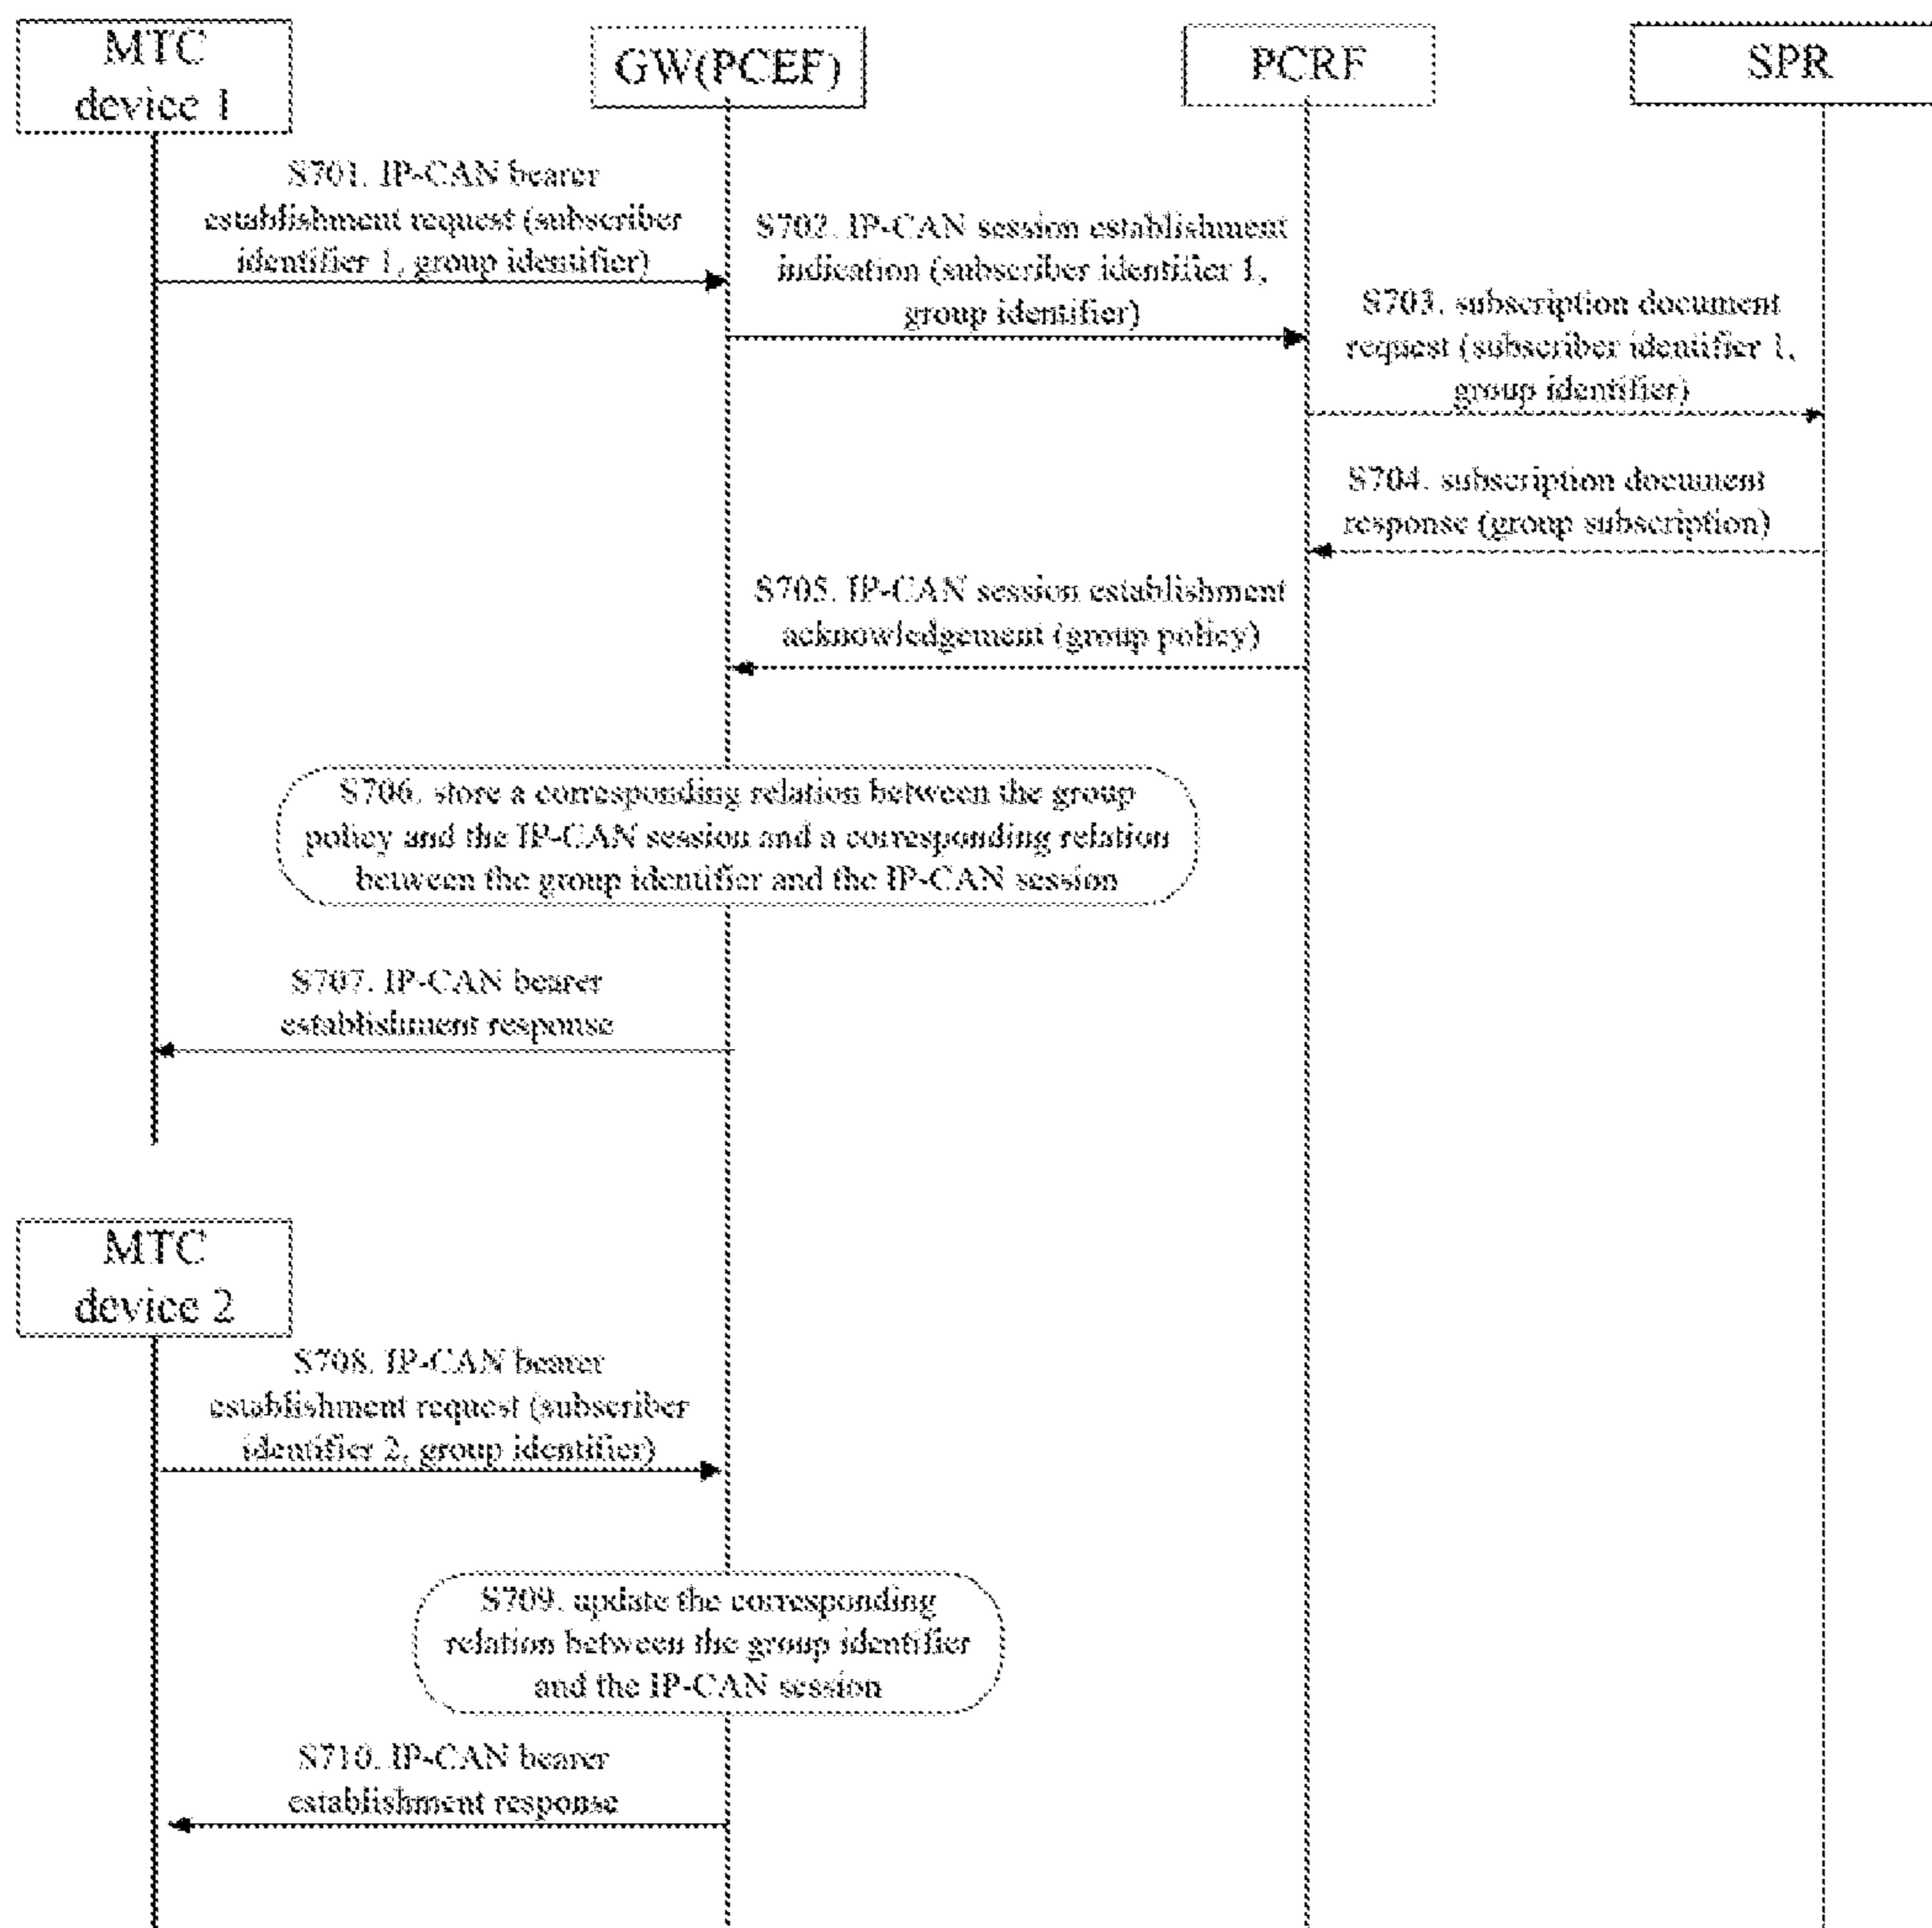 MTC
device 1
GW(PCEF)
PCRF
SPR
S701. IP-CAN bearer
establishment request (subscriber
identifier 1, group identifier)
S702. IP-CAN session establishment
indication (subscriber identifier 1,
group identifier)
S703. subscription document
request (subscriber identifier 1,
group identifier)
S704. subscription document
response (group subscription)
S705. IP-CAN session establishment
acknowledgement (group policy)
S706. store a corresponding relation between the group
policy and the IP-CAN session and a corresponding relation
between the group identifier and the IP-CAN session
S707. IP-CAN bearer
establishment response
MTC
device 2
S708. IP-CAN bearer
establishment request (subscriber
identifier 2, group identifier)
S709. update the corresponding
relation between the group identifier
and the IP-CAN session
S710. IP-CAN bearer
establishment response